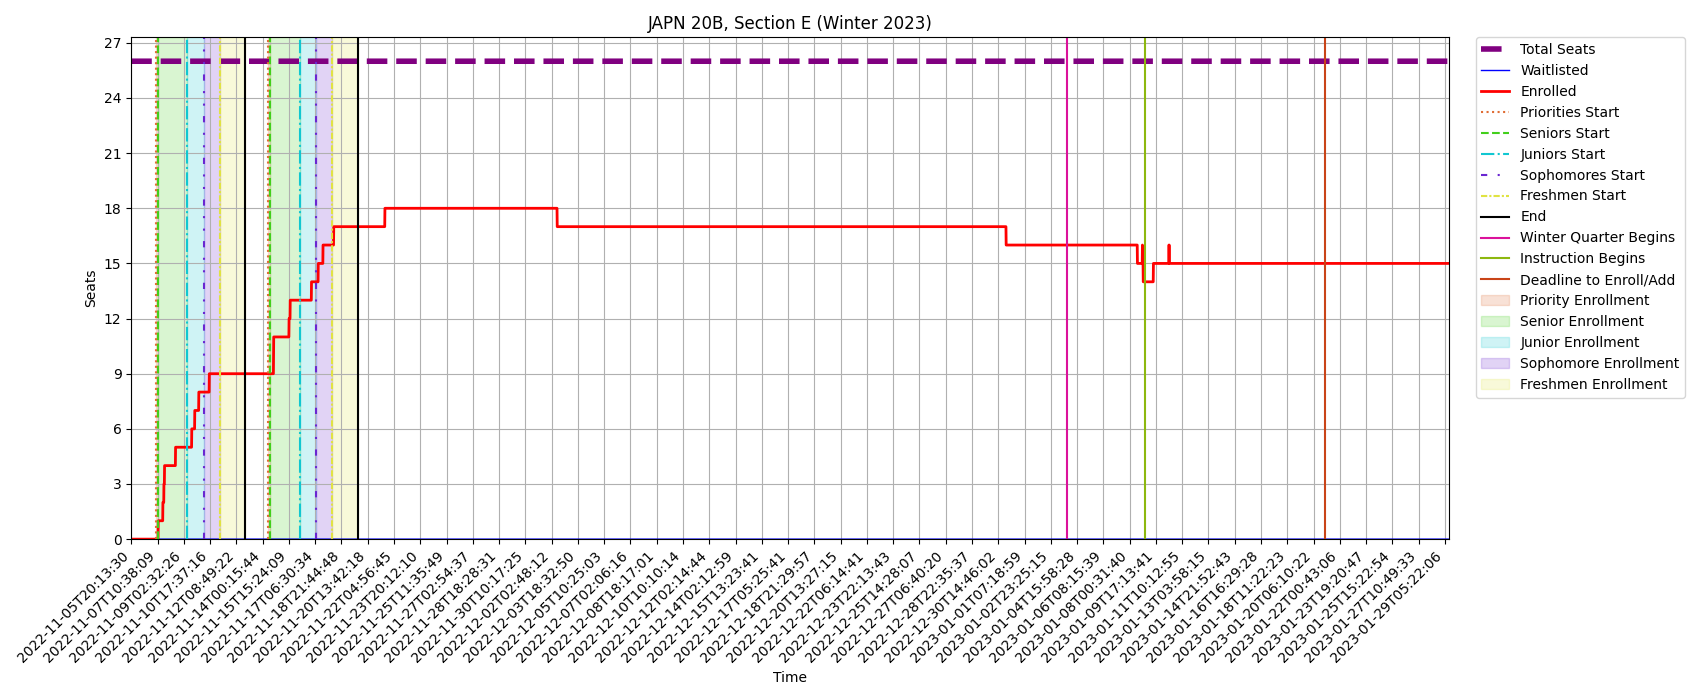 JAPN 20B, Section E (Winter 2023)
27
24
21
18
15
12
9
6
3
0
Seats
2022-11-05T20:13:30
2022-11-07T10:38:09
2022-11-09T02:32:26
2022-11-10T17:37:16
2022-11-12T08:49:22
2022-11-14T00:15:44
2022-11-15T15:24:09
2022-11-17T06:30:34
2022-11-18T21:44:48
2022-11-20T13:42:18
2022-11-22T04:56:45
2022-11-23T20:12:10
2022-11-25T11:35:49
2022-11-27T02:54:37
2022-11-28T18:28:31
2022-11-30T10:17:25
2022-12-02T02:48:12
2022-12-03T18:32:50
2022-12-05T10:25:03
2022-12-07T02:06:16
2022-12-08T18:17:01
2022-12-10T10:10:14
2022-12-12T02:14:44
2022-12-14T02:12:59
2022-12-15T13:23:41
2022-12-17T05:25:41
2022-12-18T21:29:57
2022-12-20T13:27:15
2022-12-22T06:14:41
2022-12-23T22:13:43
2022-12-25T14:28:07
2022-12-27T06:40:20
2022-12-28T22:35:37
2022-12-30T14:46:02
2023-01-01T07:18:59
2023-01-02T23:25:15
2023-01-04T15:58:28
2023-01-06T08:15:39
2023-01-08T00:31:40
2023-01-09T17:13:41
2023-01-11T10:12:55
2023-01-13T03:58:15
2023-01-14T21:52:43
2023-01-16T16:29:28
2023-01-18T11:22:23
2023-01-20T06:10:22
2023-01-22T00:43:06
2023-01-23T19:20:47
2023-01-25T15:22:54
2023-01-27T10:49:33
2023-01-29T05:22:06
Time
Total Seats
Waitlisted
Enrolled
Priorities Start
Seniors Start
Juniors Start
Sophomores Start
Freshmen Start
End
Winter Quarter Begins
Instruction Begins
Deadline to Enroll/Add
Priority Enrollment
Senior Enrollment
Junior Enrollment
Sophomore Enrollment
Freshmen Enrollment